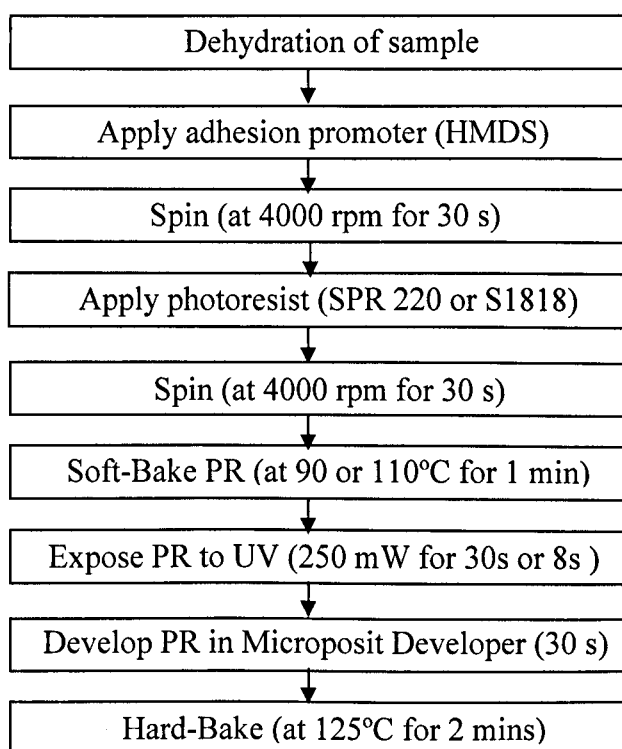 Dehydration of sample
Apply adhesion promoter (HMDS)
Spin (at 4000 rpm for 30 s)
Apply photoresist (SPR 220 or S1818)
Spin (at 4000 rpm for 30 s)
Soft-Bake PR (at 90 or 110ºC for 1 min)
Expose PR to UV (250 mW for 30s or 8s )
Develop PR in Microposit Developer (30 s)
Hard-Bake (at 125ºC for 2 mins)